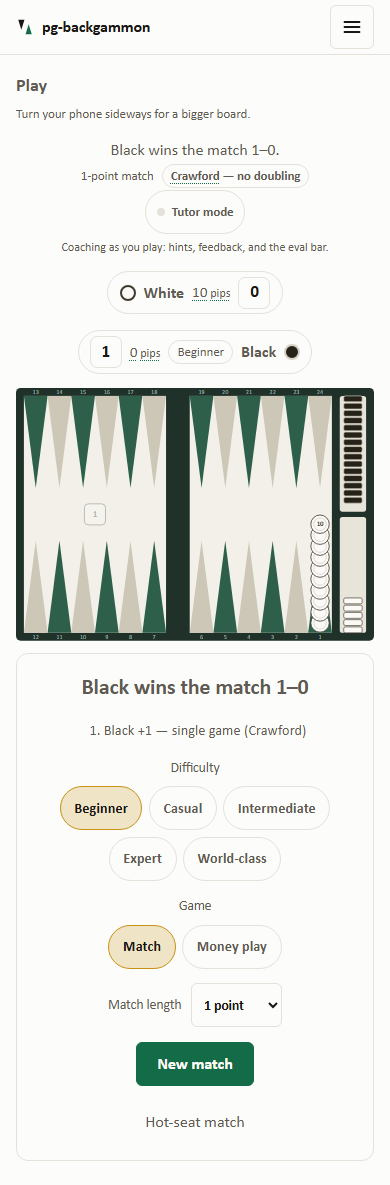 pg-backgammon
Play
Turn your phone sideways for a bigger board.
Black wins the match 1–0.
1-point match Crawford — no doubling
Tutor mode
Coaching as you play: hints, feedback, and the eval bar.
White 10 pips 0
1 0 pips Beginner Black
13 14 15 16 17 18 19 20 21 22 23 24
1
10
12 11 10 9 8 7 6 5 4 3 2 1
Black wins the match 1–0
1. Black +1 — single game (Crawford)
Difficulty
Beginner Casual Intermediate
Expert World-class
Game
Match Money play
Match length 1 point
New match
Hot-seat match